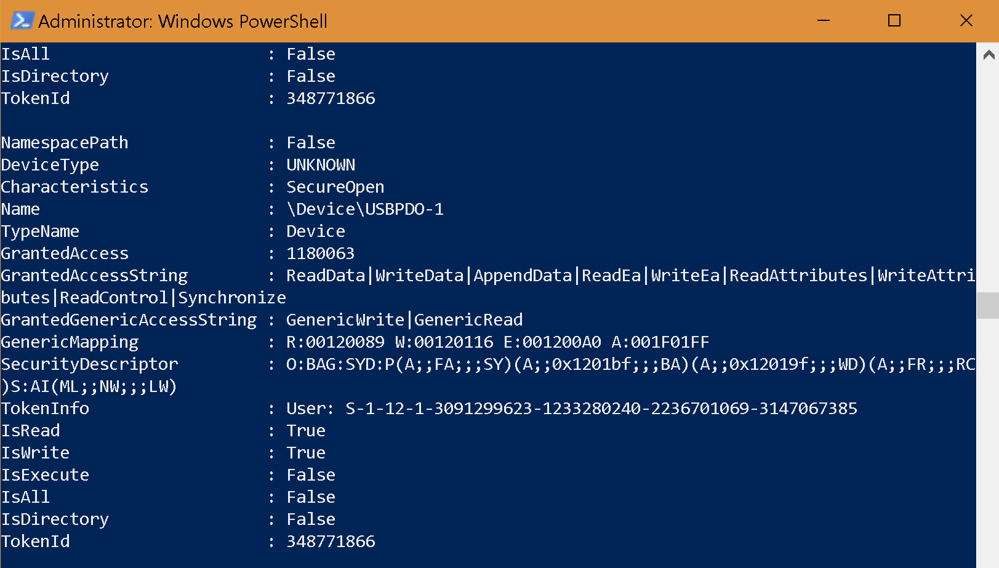 Administrator: Windows PowerShell
IsAll : False
IsDirectory : False
TokenId : 348771866
NamespacePath : False
DeviceType : UNKNOWN
Characteristics : SecureOpen
Name : \Device\USBPDO-1
TypeName : Device
GrantedAccess : 1180063
GrantedAccessString : ReadData|WriteData|AppendData|ReadEa|WriteEa|ReadAttributes|WriteAttri
butes|ReadControl|Synchronize
GrantedGenericAccessString : GenericWrite|GenericRead
GenericMapping : R:00120089 W:00120116 E:001200A0 A:001F01FF
SecurityDescriptor : O:BAG:SYD:P(A;;FA;;;SY)(A;;0x1201bf;;;BA)(A;;0x12019f;;;WD)(A;;FR;;;RC
)S:AI(ML;;NW;;;LW)
TokenInfo : User: S-1-12-1-3091299623-1233280240-2236701069-3147067385
IsRead : True
IsWrite : True
IsExecute : False
IsAll : False
IsDirectory : False
TokenId : 348771866